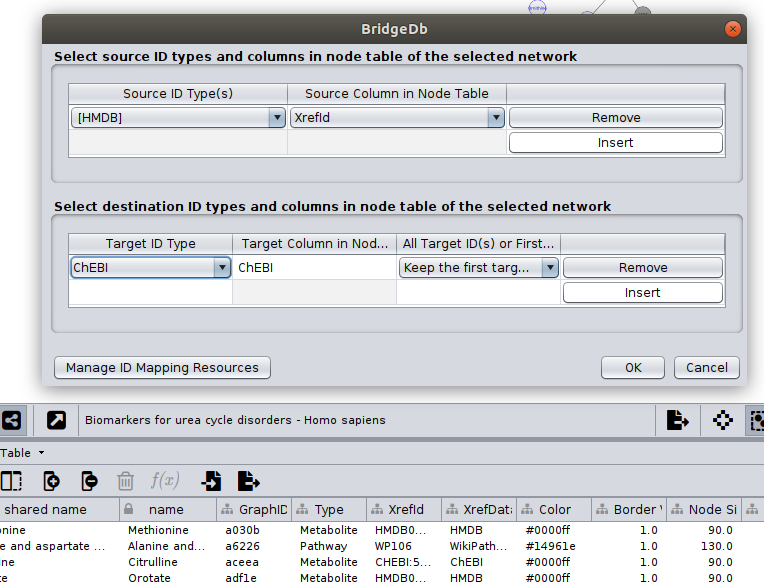 BridgeDb
Select source ID types and columns in node table of the selected network
Source ID Type(s) Source Column in Node Table
[HMDB] XrefId Remove
Insert
Select destination ID types and columns in node table of the selected network
Target ID Type Target Column in Nod... All Target ID(s) or First...
ChEBI ChEBI Keep the first targ... Remove
Insert
Manage ID Mapping Resources OK Cancel
Biomarkers for urea cycle disorders - Homo sapiens
Table
f(x)
shared name name GraphID Type XrefId XrefData Color Border Node Si
onine Methionine a030b Metabolite HMDB0... HMDB #0000ff 1.0 90.0
e and aspartate ... Alanine and... a6226 Pathway WP106 WikiPath... #14961e 1.0 130.0
ine Citrulline aceea Metabolite CHEBI:5... ChEBI #0000ff 1.0 90.0
te Orotate adf1e Metabolite HMDB0... HMDB #0000ff 1.0 90.0